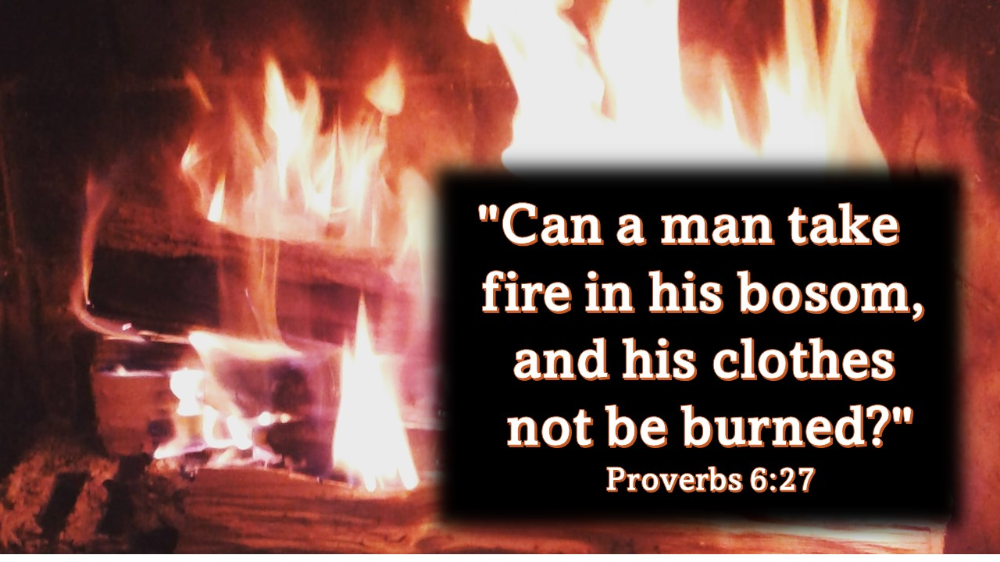 "Can a man take
fire in his bosom,
and his clothes
not be burned?"
Proverbs 6:27